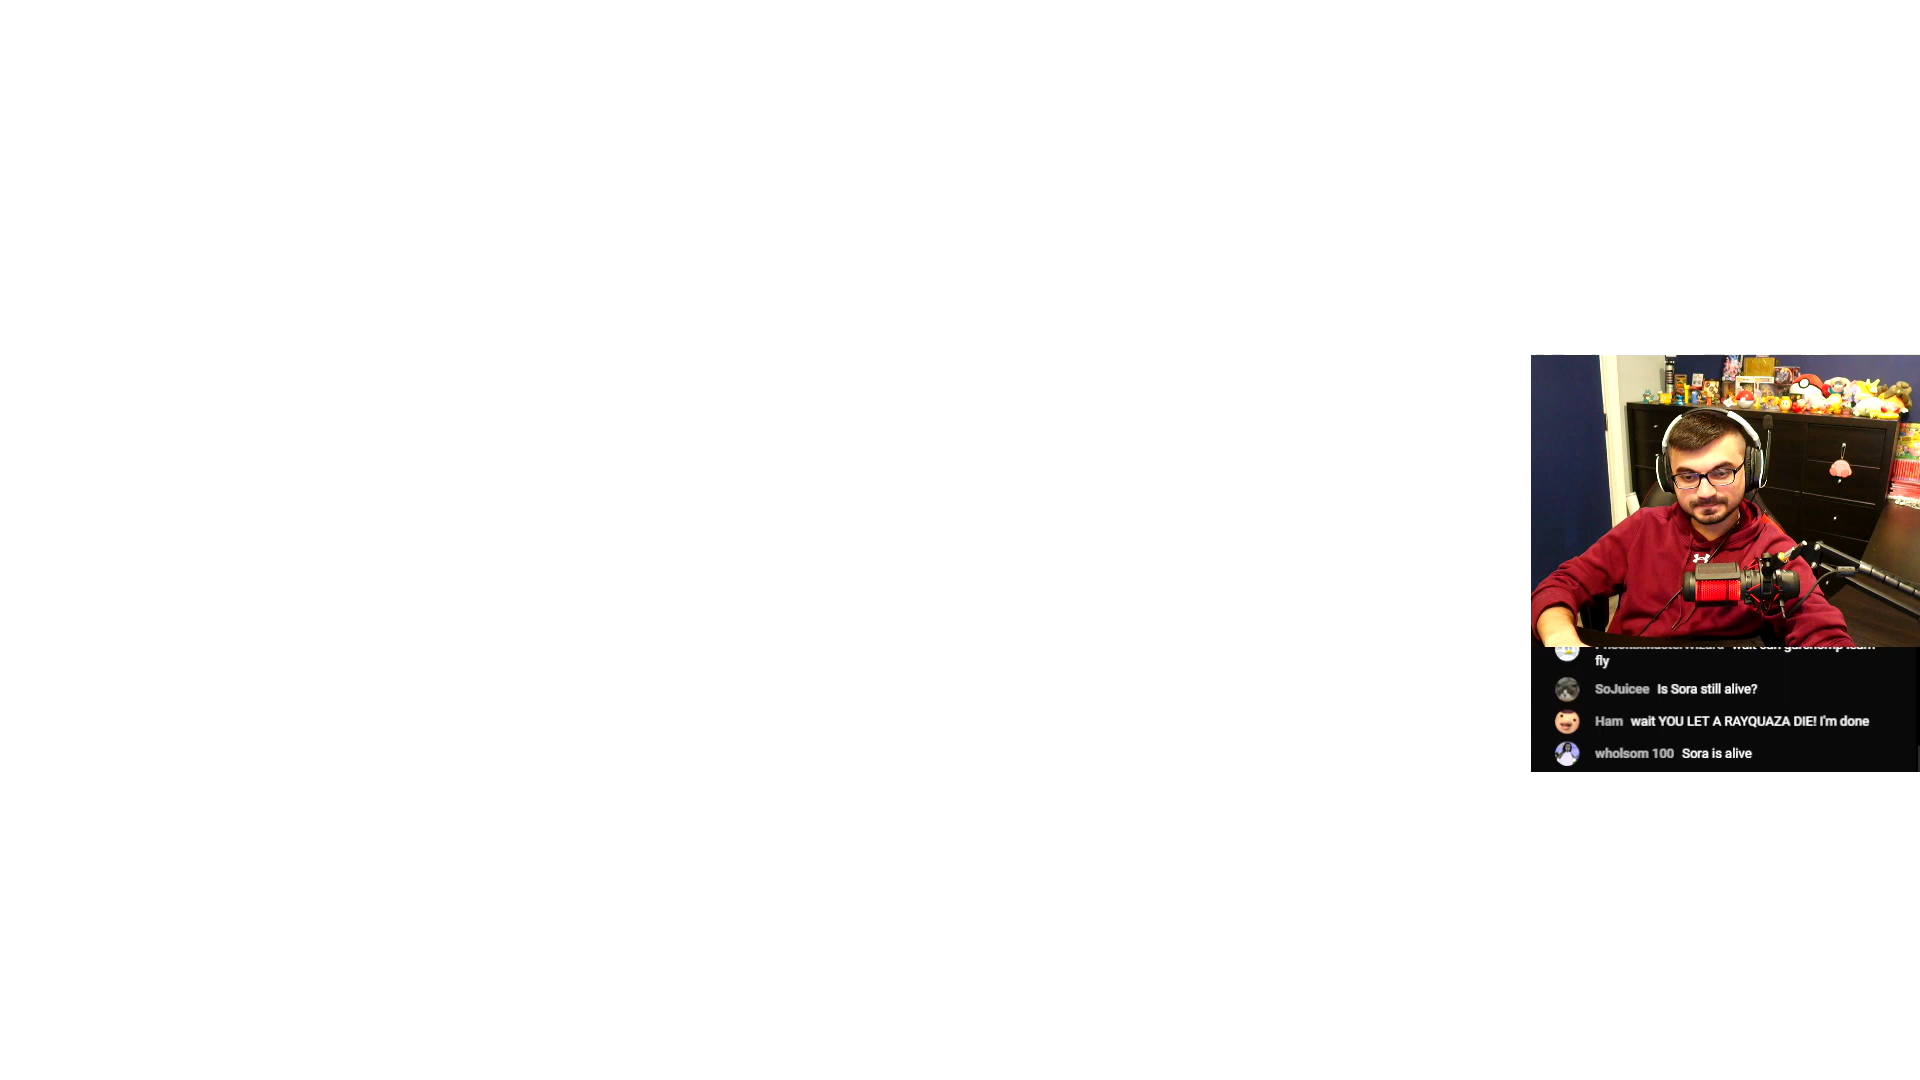 fly
SoJuicee Is Sora still alive?
Ham wait YOU LET A RAYQUAZA DIE! I'm done
wholsom 100 Sora is alive